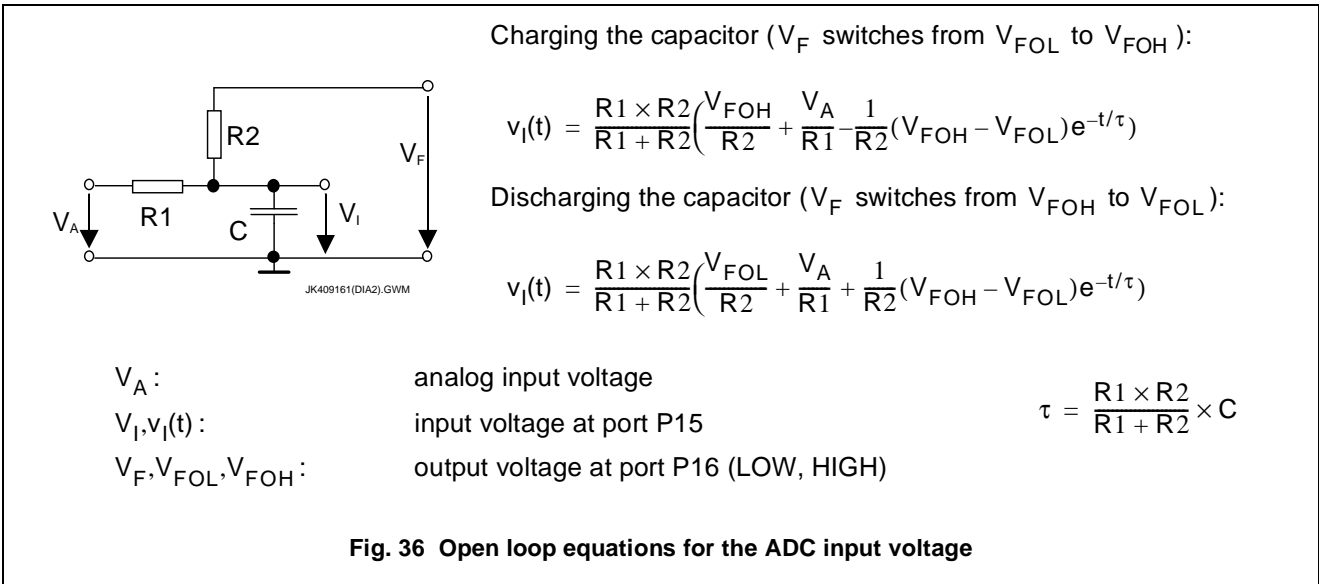 Charging the capacitor (V_F switches from V_FOL to V_FOH):
v_I(t) = (R1 × R2)/(R1 + R2) (V_FOH/R2 + V_A/R1 – 1/R2 (V_FOH – V_FOL)e^(–t/τ))
R2
V_F
V_A
R1
C
V_I
JK409161(DIA2).GWM
Discharging the capacitor (V_F switches from V_FOH to V_FOL):
v_I(t) = (R1 × R2)/(R1 + R2) (V_FOL/R2 + V_A/R1 + 1/R2 (V_FOH – V_FOL)e^(–t/τ))
V_A: analog input voltage
V_I,v_I(t): input voltage at port P15
V_F,V_FOL,V_FOH: output voltage at port P16 (LOW, HIGH)
τ = (R1 × R2)/(R1 + R2) × C
Fig. 36 Open loop equations for the ADC input voltage